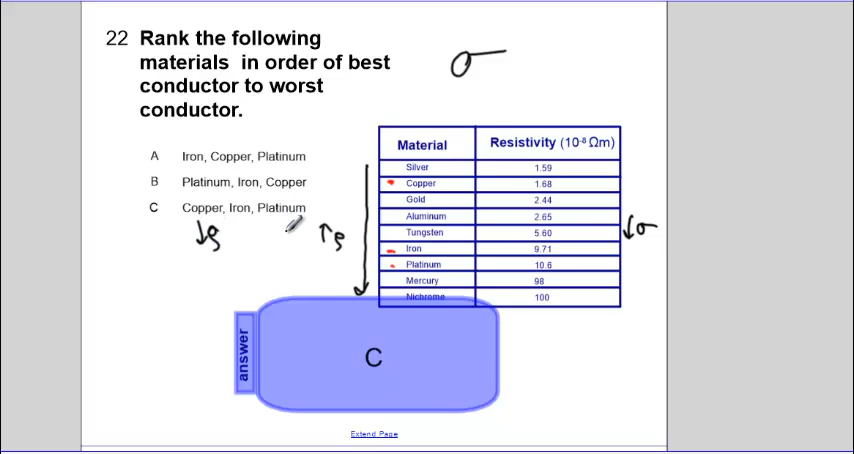 22 Rank the following
materials in order of best
conductor to worst
conductor.
σ
A Iron, Copper, Platinum
B Platinum, Iron, Copper
C Copper, Iron, Platinum
↓ρ ↑ρ
Material Resistivity (10⁻⁸ Ωm)
Silver 1.59
Copper 1.68
Gold 2.44
Aluminum 2.65
Tungsten 5.60
Iron 9.71
Platinum 10.6
Mercury 98
Nichrome 100
↓σ
answer
C
Extend Page